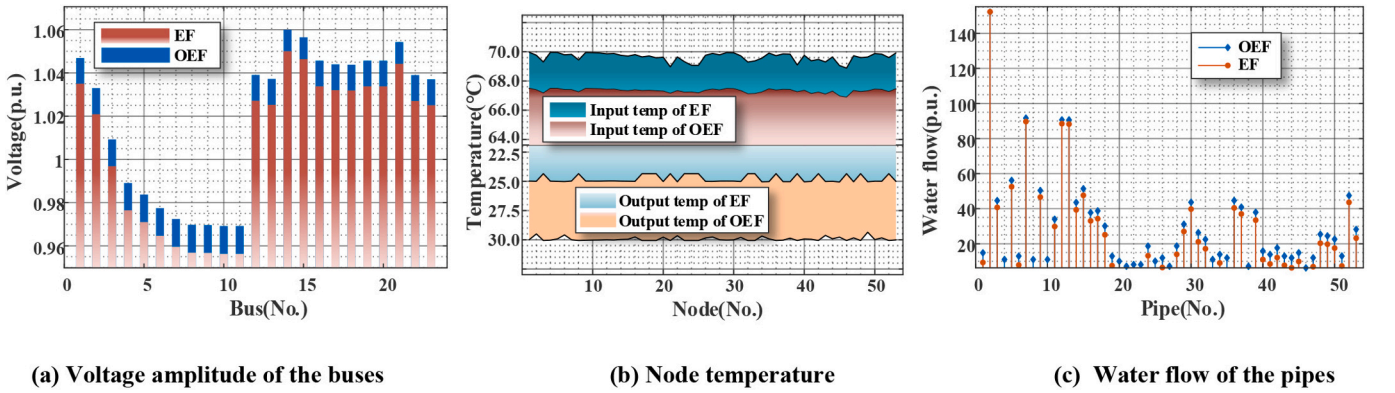 Voltage(p.u.)
1.06
1.04
1.02
1
0.98
0.96
EF
OEF
0 5 10 15 20
Bus(No.)
(a) Voltage amplitude of the buses
Temperature(°C)
70.0
68.0
66.0
64.0
22.5
25.0
27.5
30.0
Input temp of EF
Input temp of OEF
Output temp of EF
Output temp of OEF
0 10 20 30 40 50
Node(No.)
(b) Node temperature
Water flow(p.u.)
140
120
100
80
60
40
20
OEF
EF
0 10 20 30 40 50
Pipe(No.)
(c) Water flow of the pipes